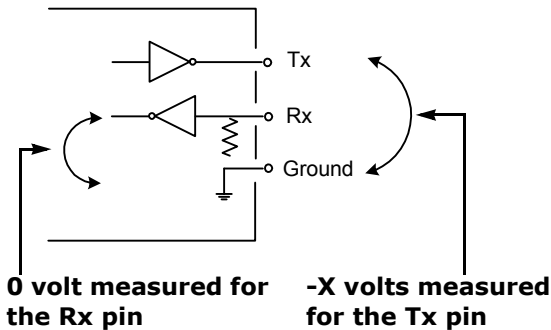 Tx
Rx
Ground
0 volt measured for
the Rx pin
-X volts measured
for the Tx pin